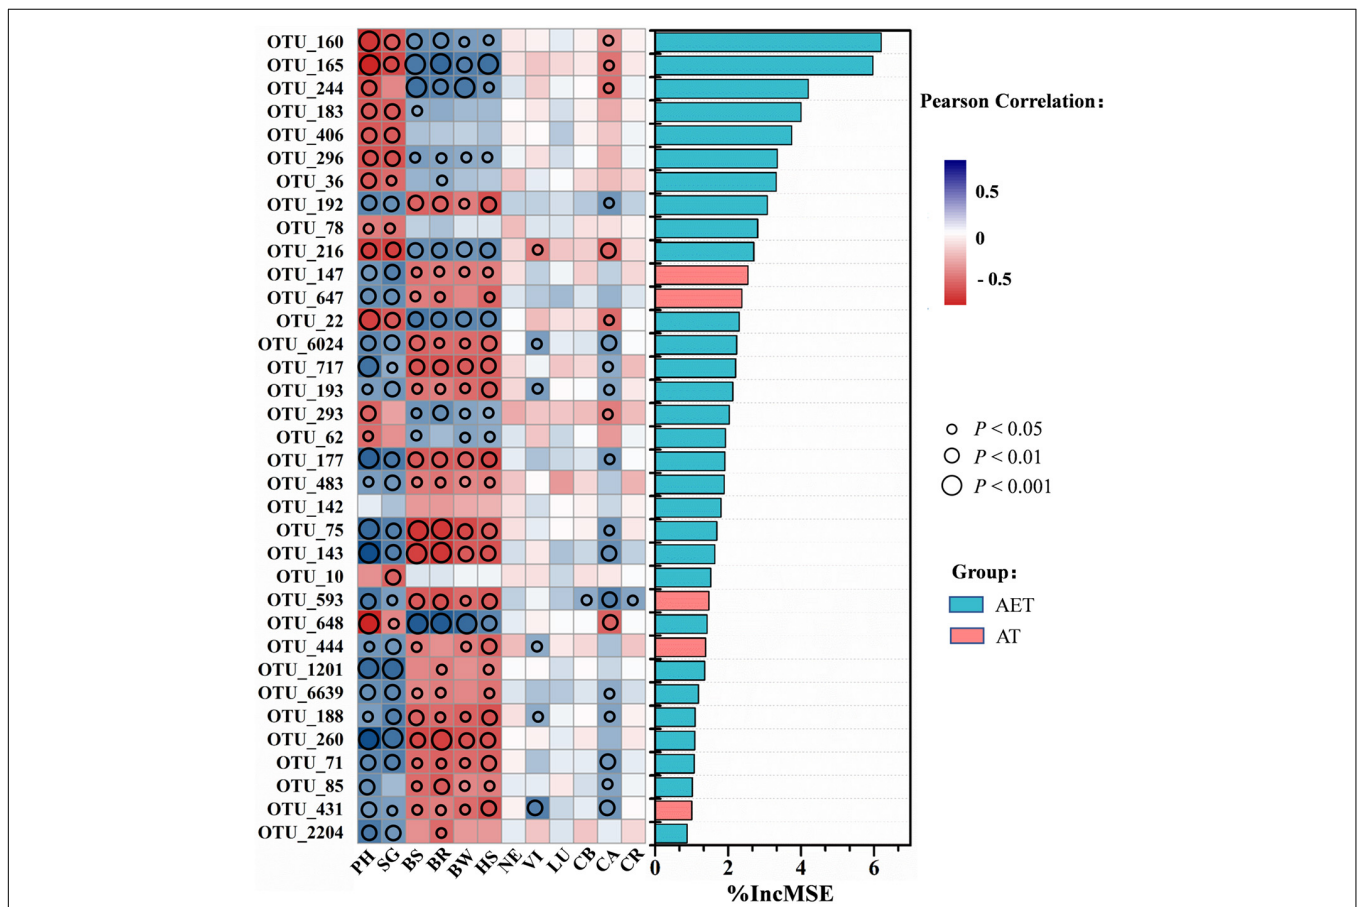 OTU_160
OTU_165
OTU_244
OTU_183
OTU_406
OTU_296
OTU_36
OTU_192
OTU_78
OTU_216
OTU_147
OTU_647
OTU_22
OTU_6024
OTU_717
OTU_193
OTU_293
OTU_62
OTU_177
OTU_483
OTU_142
OTU_75
OTU_143
OTU_10
OTU_593
OTU_648
OTU_444
OTU_1201
OTU_6639
OTU_188
OTU_260
OTU_71
OTU_85
OTU_431
OTU_2204
PH SG BS BR BW HS NE VI LU CB CA CR
0 2 4 6
%IncMSE
Pearson Correlation:
0.5
0
- 0.5
P < 0.05
P < 0.01
P < 0.001
Group:
AET
AT